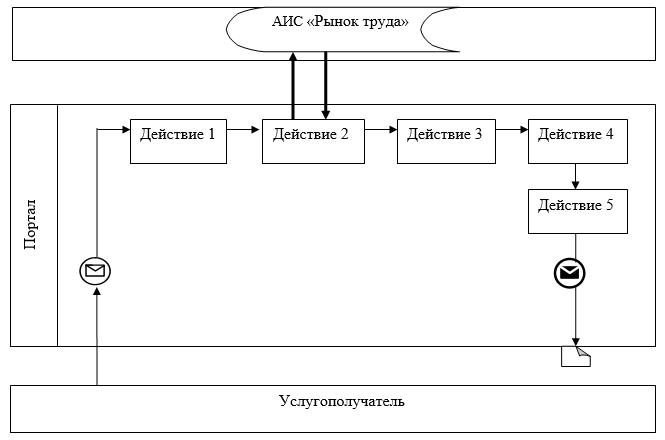 АИС «Рынок труда»
Портал
Действие 1
Действие 2
Действие 3
Действие 4
Действие 5
Услугополучатель